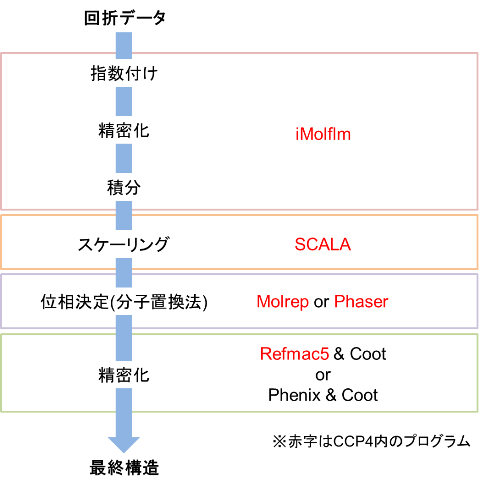 回折データ
指数付け
精密化
iMolflm
積分
スケーリング
SCALA
位相決定(分子置換法)
Molrep or Phaser
Refmac5 & Coot
or
精密化
Phenix & Coot
※赤字はCCP4内のプログラム
最終構造